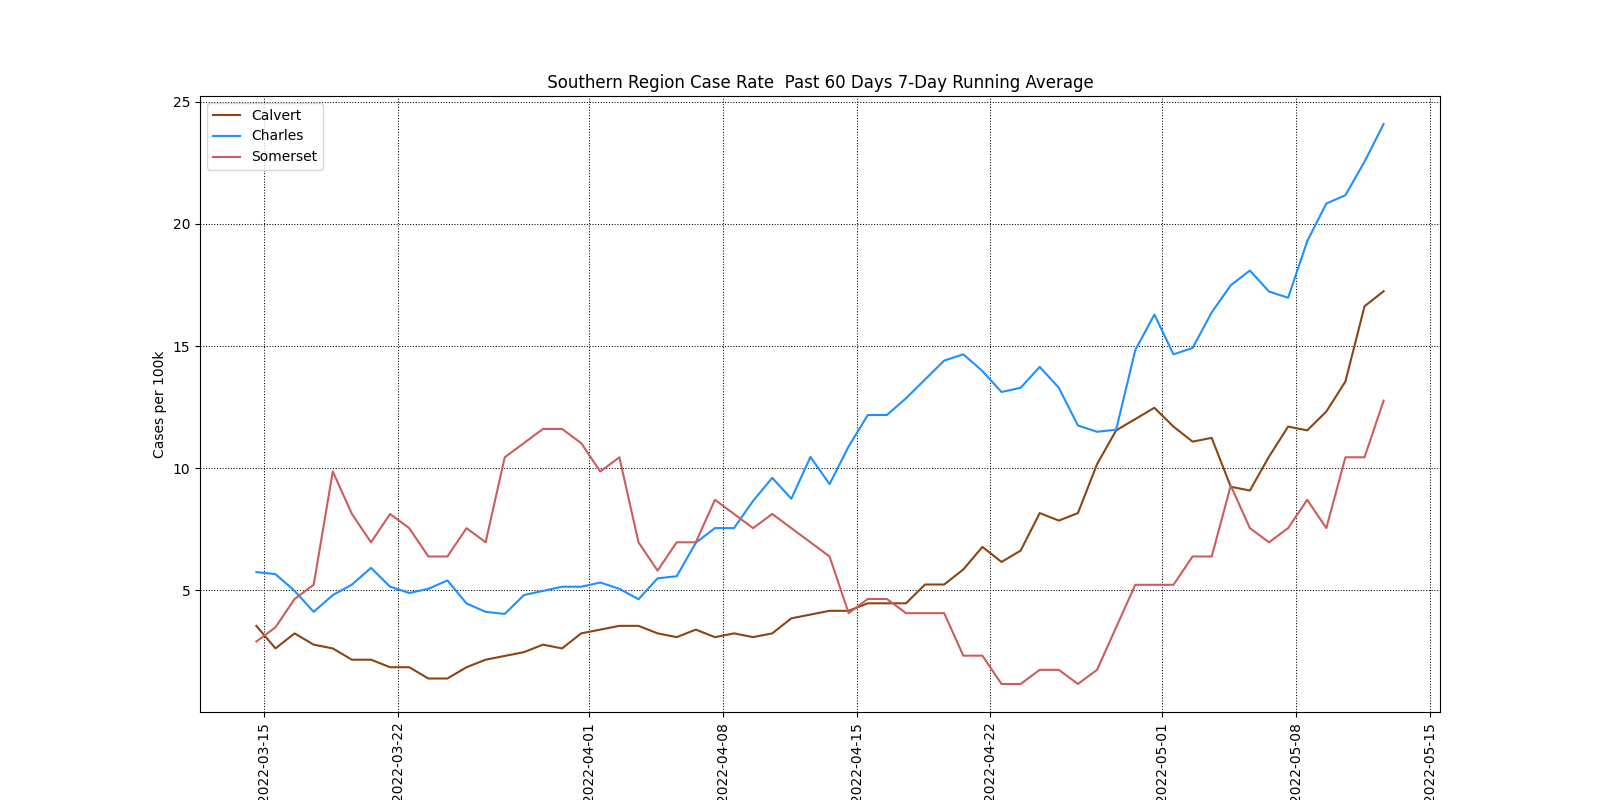 Southern Region Case Rate  Past 60 Days 7-Day Running Average
25
20
15
10
5
Cases per 100k
Calvert
Charles
Somerset
2022-03-15
2022-03-22
2022-04-01
2022-04-08
2022-04-15
2022-04-22
2022-05-01
2022-05-08
2022-05-15